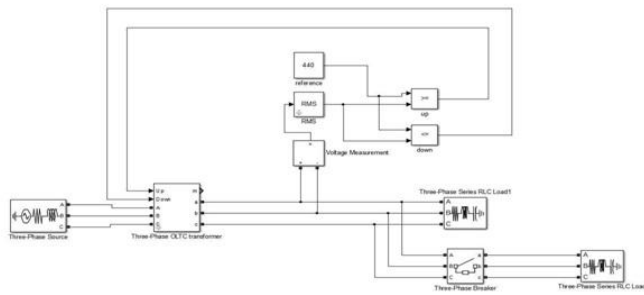 440
reference
RMS
RMS
>=
up
<=
down
Voltage Measurement
Up
Down
A
B
C
m
a
b
c
Three-Phase OLTC transformer
A
B
C
Three-Phase Source
Three-Phase Series RLC Load1
A
B
C
A
B
C
a
b
c
Three-Phase Breaker
A
B
C
Three-Phase Series RLC Load